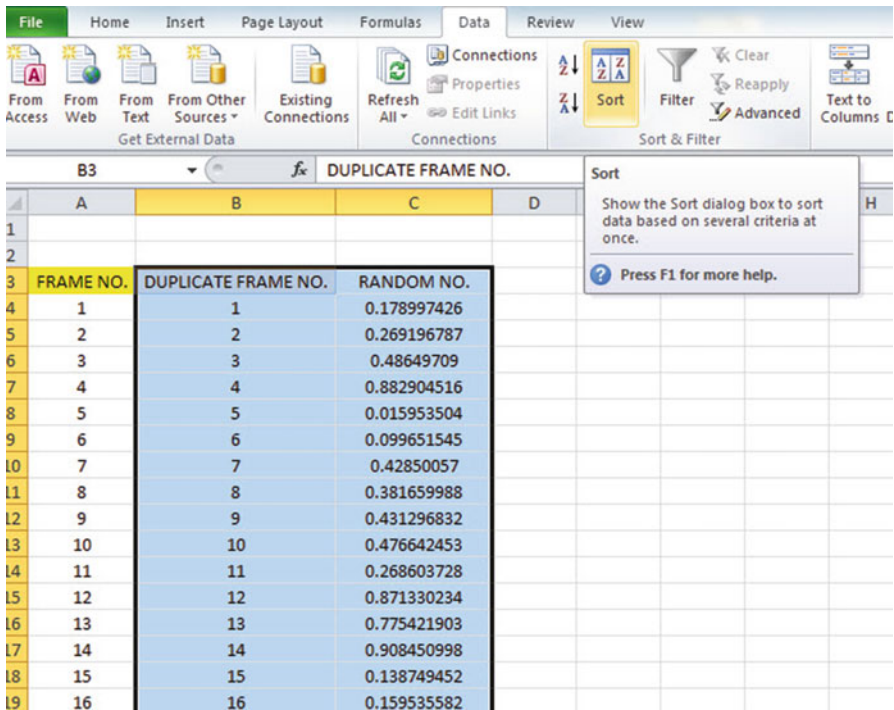 File Home Insert Page Layout Formulas Data Review View
From Access
From Web
From Text
From Other Sources
Existing Connections
Get External Data
Refresh All
Connections
Properties
Edit Links
Connections
A Z
Z A
A Z Z A
Sort
Filter
Clear
Reapply
Advanced
Sort & Filter
Text to Columns
B3 fx DUPLICATE FRAME NO.
Sort
Show the Sort dialog box to sort
data based on several criteria at
once.
? Press F1 for more help.
A B C D H
1
2
3 FRAME NO. DUPLICATE FRAME NO. RANDOM NO.
4 1 1 0.178997426
5 2 2 0.269196787
6 3 3 0.48649709
7 4 4 0.882904516
8 5 5 0.015953504
9 6 6 0.099651545
10 7 7 0.42850057
11 8 8 0.381659988
12 9 9 0.431296832
13 10 10 0.476642453
14 11 11 0.268603728
15 12 12 0.871330234
16 13 13 0.775421903
17 14 14 0.908450998
18 15 15 0.138749452
19 16 16 0.159535582